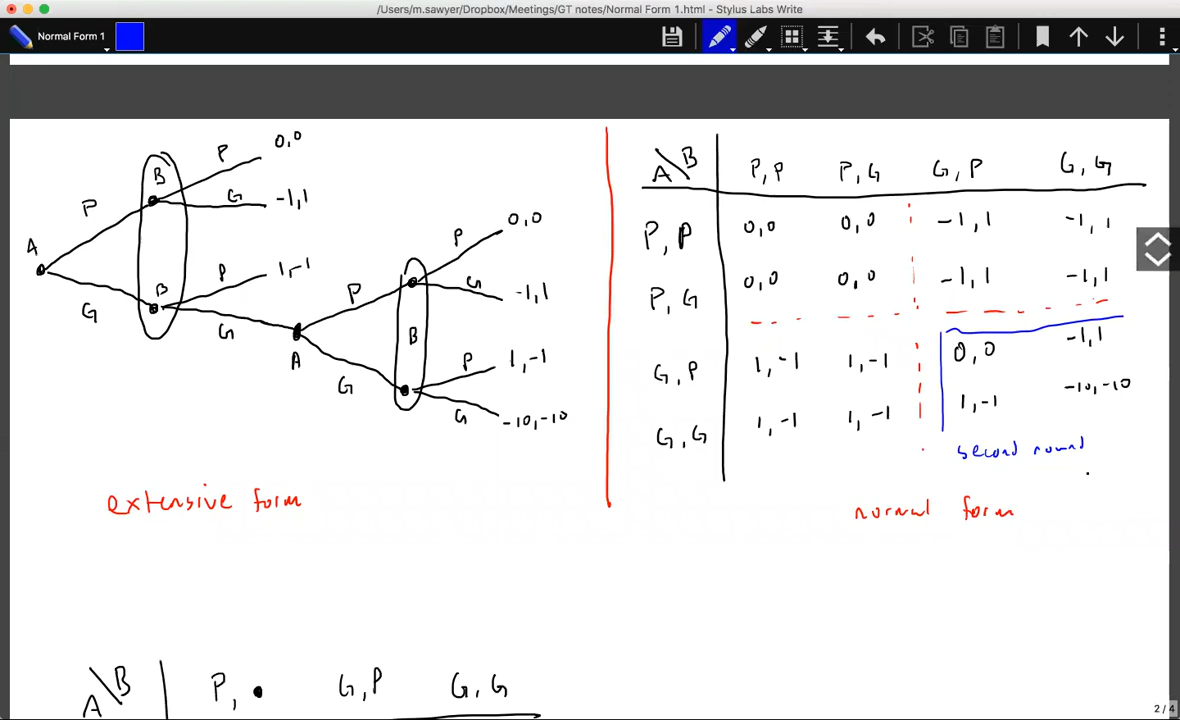 /Users/m.sawyer/Dropbox/Meetings/GT notes/Normal Form 1.html - Stylus Labs Write
Normal Form 1
A
P
G
B
B
P
G
P
G
0,0
-1,1
1,-1
A
P
G
B
P
G
P
G
0,0
-1,1
1,-1
-10,-10
extensive form
A\B P,P P,G G,P G,G
P,P 0,0 0,0 -1,1 -1,1
P,G 0,0 0,0 -1,1 -1,1
G,P 1,-1 1,-1 0,0 -1,1
G,G 1,-1 1,-1 1,-1 -10,-10
second round
normal form
A\B P, G,P G,G
2 / 4